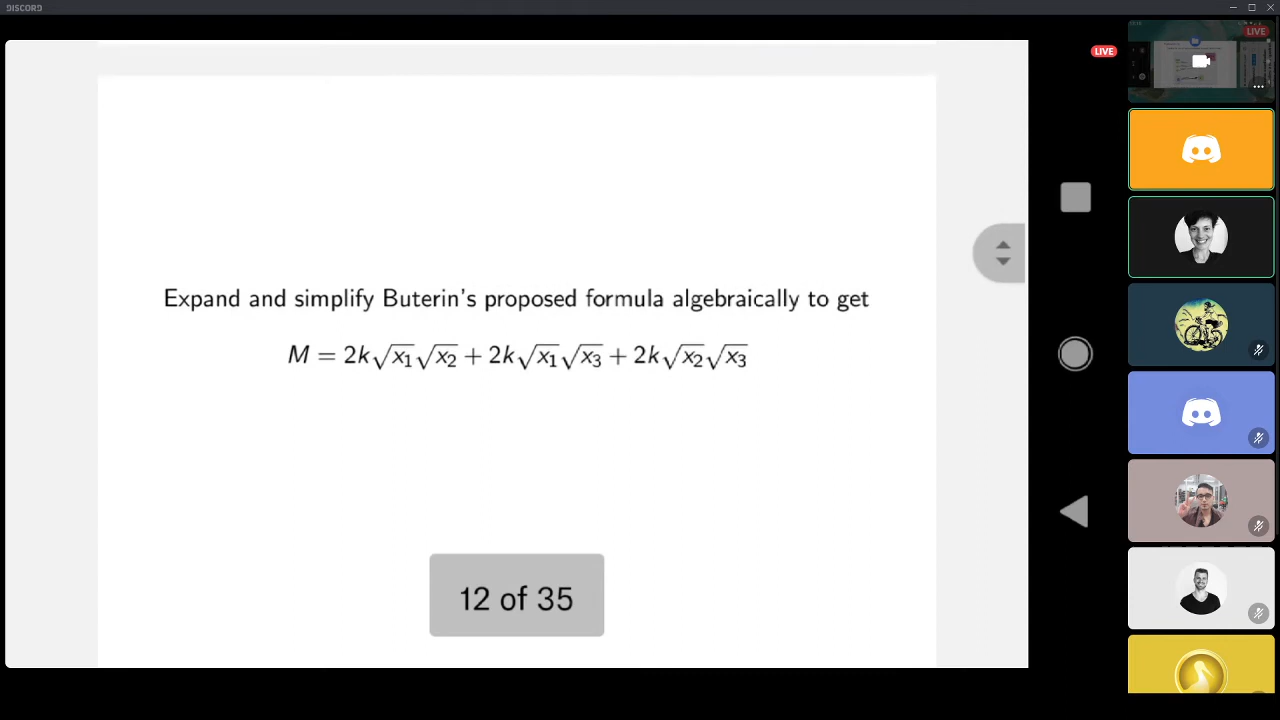 DISCORD
LIVE
LIVE
Expand and simplify Buterin's proposed formula algebraically to get
M = 2k√x₁√x₂ + 2k√x₁√x₃ + 2k√x₂√x₃
12 of 35